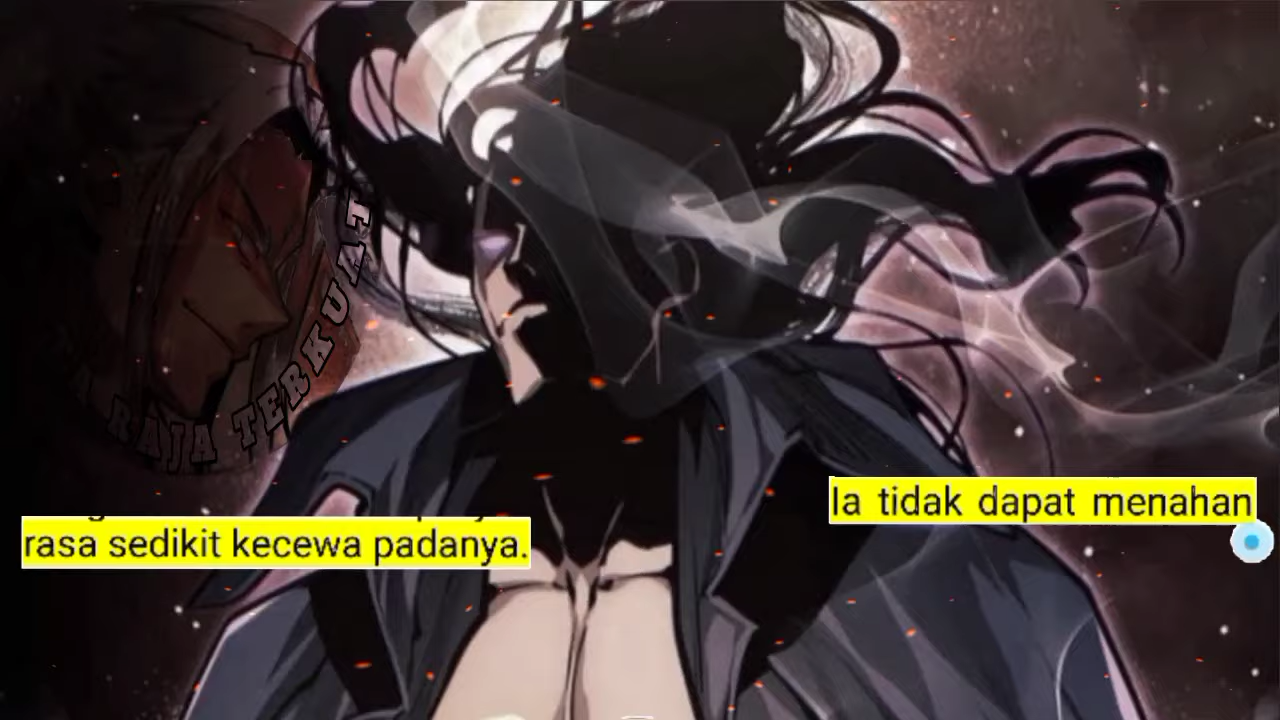 RAJA TERKUAT
Ia tidak dapat menahan
rasa sedikit kecewa padanya.